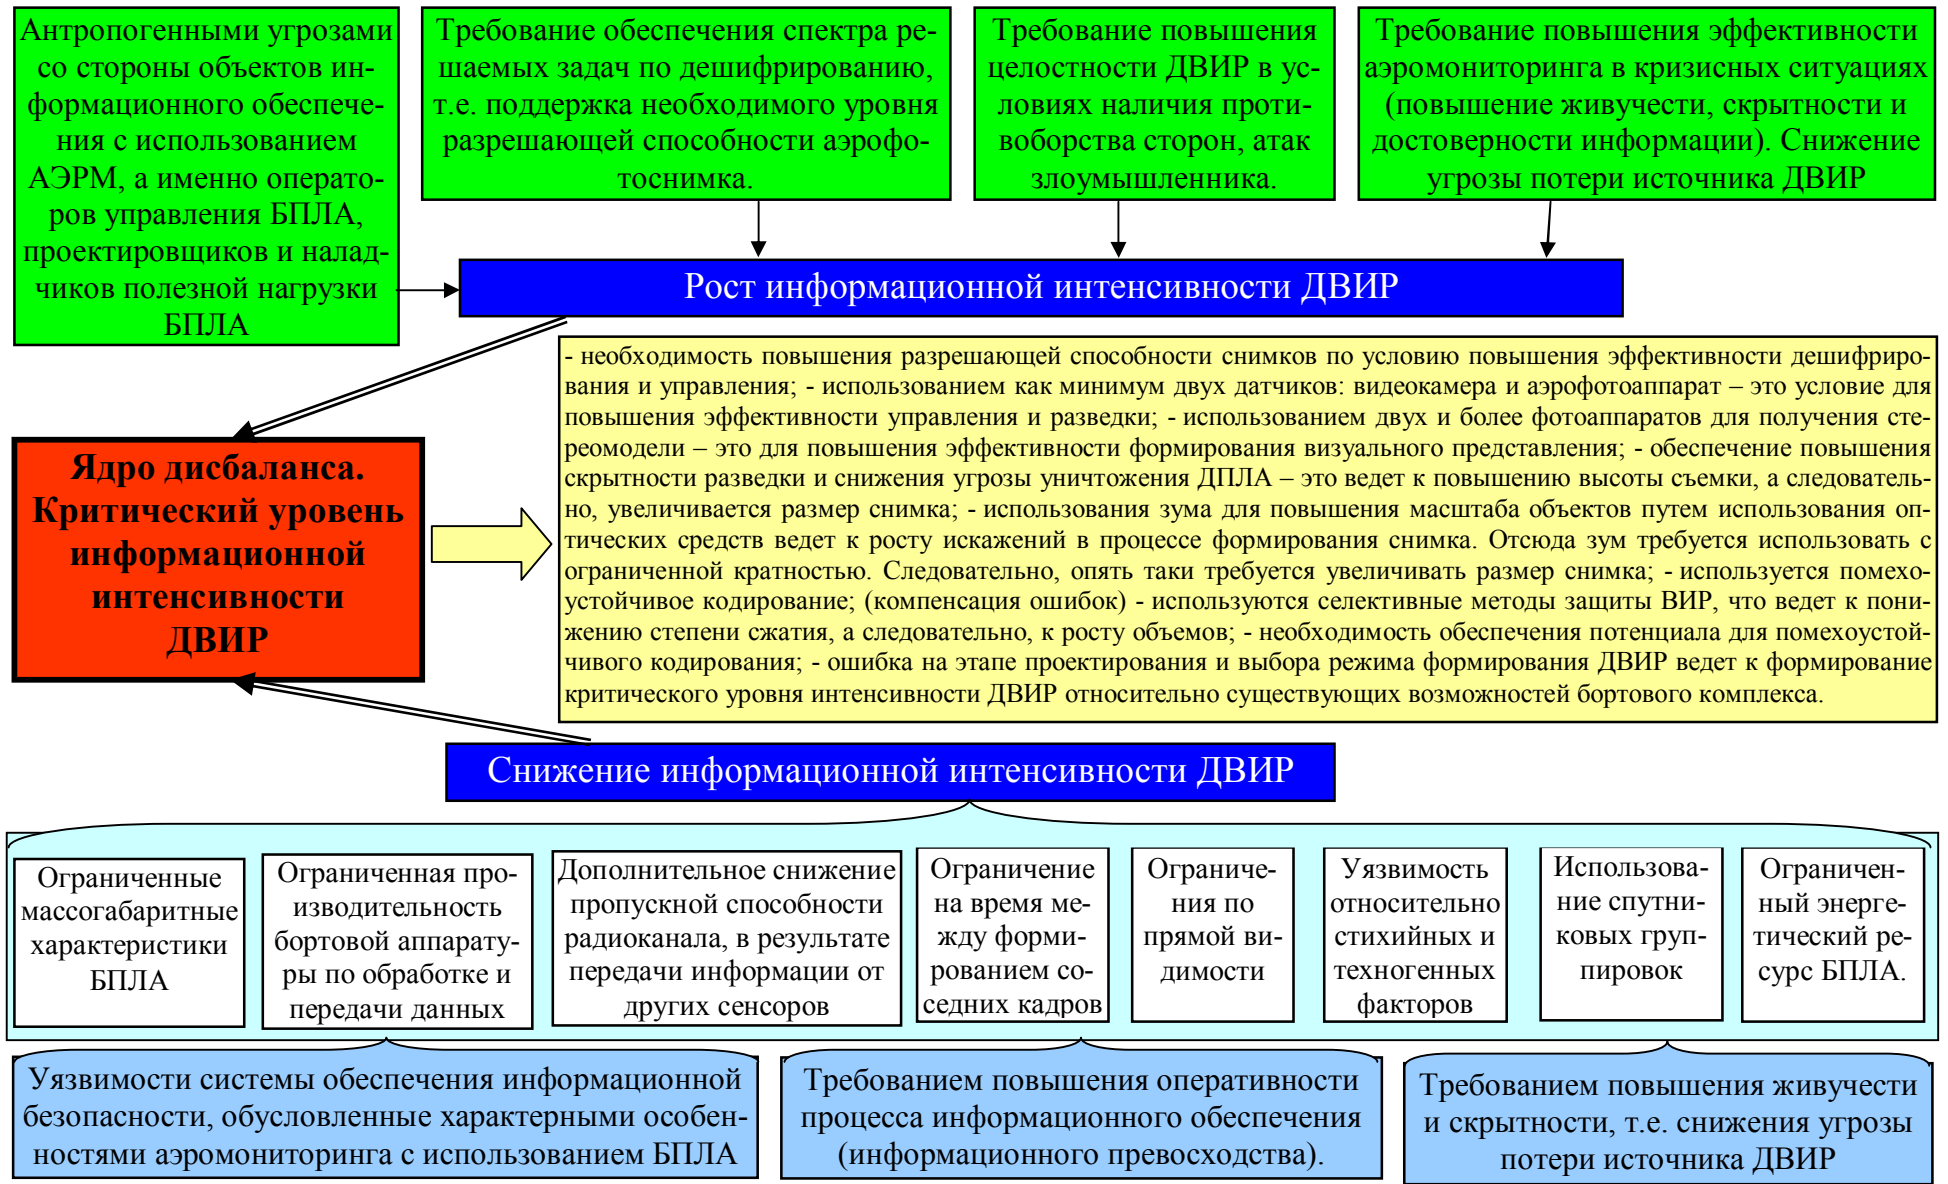 Антропогенными угрозами
со стороны объектов ин-
формационного обеспече-
ния с использованием
АЭРМ, а именно операто-
ров управления БПЛА,
проектировщиков и налад-
чиков полезной нагрузки
БПЛА
Требование обеспечения спектра ре-
шаемых задач по дешифрированию,
т.е. поддержка необходимого уровня
разрешающей способности аэрофо-
тоснимка.
Требование повышения
целостности ДВИР в ус-
ловиях наличия проти-
воборства сторон, атак
злоумышленника.
Требование повышения эффективности
аэромониторинга в кризисных ситуациях
(повышение живучести, скрытности и
достоверности информации). Снижение
угрозы потери источника ДВИР
Рост информационной интенсивности ДВИР
- необходимость повышения разрешающей способности снимков по условию повышения эффективности дешифриро-
вания и управления; - использованием как минимум двух датчиков: видеокамера и аэрофотоаппарат – это условие для
повышения эффективности управления и разведки; - использованием двух и более фотоаппаратов для получения сте-
реомодели – это для повышения эффективности формирования визуального представления; - обеспечение повышения
скрытности разведки и снижения угрозы уничтожения ДПЛА – это ведет к повышению высоты съемки, а следователь-
но, увеличивается размер снимка; - использования зума для повышения масштаба объектов путем использования оп-
тических средств ведет к росту искажений в процессе формирования снимка. Отсюда зум требуется использовать с
ограниченной кратностью. Следовательно, опять таки требуется увеличивать размер снимка; - используется помехо-
устойчивое кодирование; (компенсация ошибок) - используются селективные методы защиты ВИР, что ведет к пони-
жению степени сжатия, а следовательно, к росту объемов; - необходимость обеспечения потенциала для помехоустой-
чивого кодирования; - ошибка на этапе проектирования и выбора режима формирования ДВИР ведет к формирование
критического уровня интенсивности ДВИР относительно существующих возможностей бортового комплекса.
Ядро дисбаланса.
Критический уровень
информационной
интенсивности
ДВИР
Снижение информационной интенсивности ДВИР
Ограниченные
массогабаритные
характеристики
БПЛА
Ограниченная про-
изводительность
бортовой аппарату-
ры по обработке и
передачи данных
Дополнительное снижение
пропускной способности
радиоканала, в результате
передачи информации от
других сенсоров
Ограничение
на время ме-
жду форми-
рованием со-
седних кадров
Ограниче-
ния по
прямой ви-
димости
Уязвимость
относительно
стихийных и
техногенных
факторов
Использова-
ние спутни-
ковых груп-
пировок
Ограничен-
ный энерге-
тический ре-
сурс БПЛА.
Уязвимости системы обеспечения информационной
безопасности, обусловленные характерными особен-
ностями аэромониторинга с использованием БПЛА
Требованием повышения оперативности
процесса информационного обеспечения
(информационного превосходства).
Требованием повышения живучести
и скрытности, т.е. снижения угрозы
потери источника ДВИР